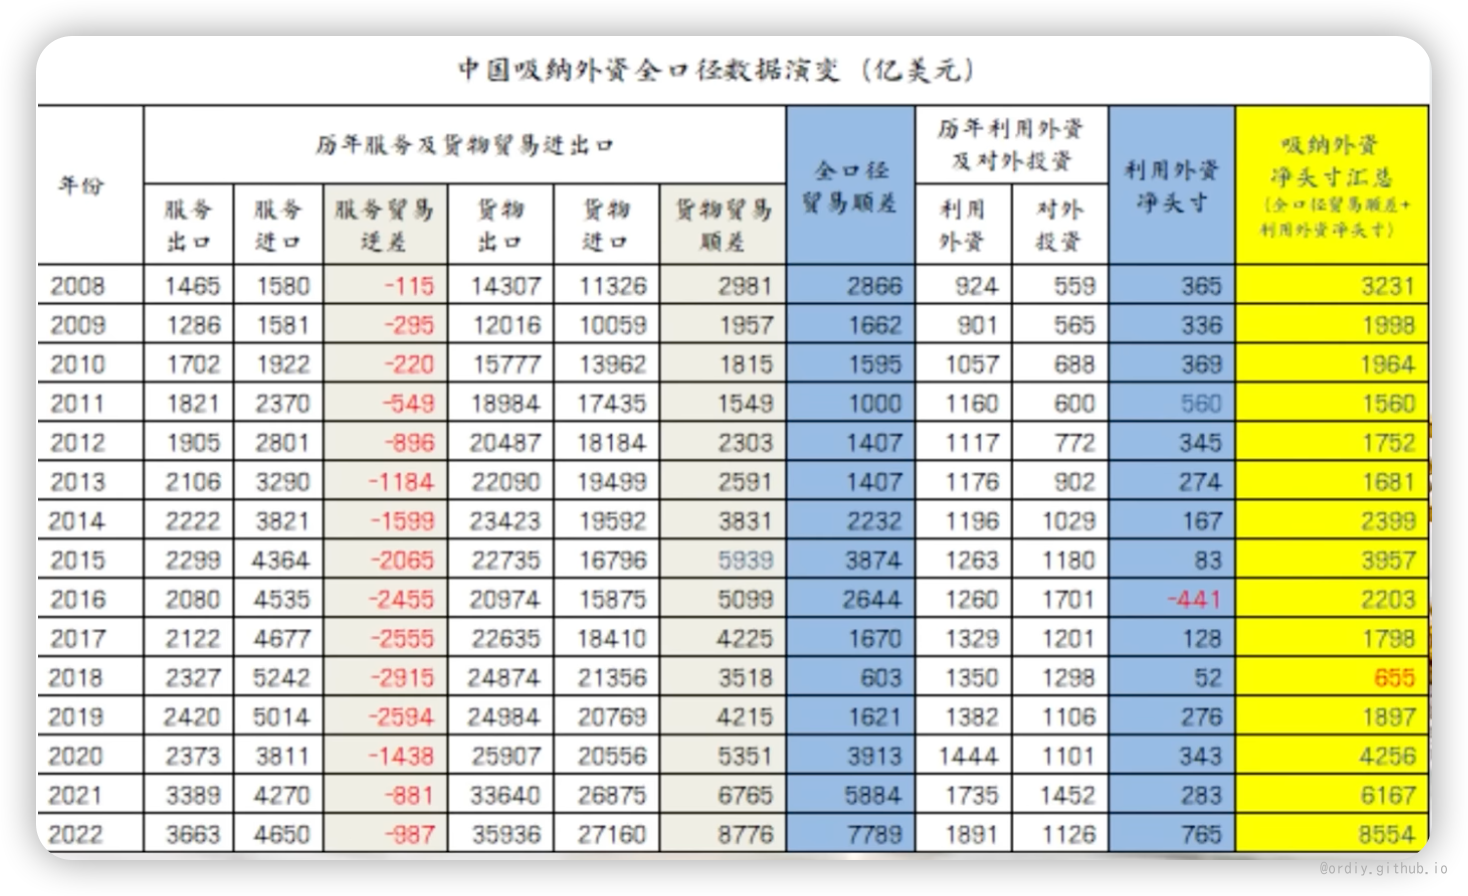 中国吸纳外资全口径数据演变（亿美元）
年份
历年服务及货物贸易进出口
全口径
贸易顺差
历年利用外资
及对外投资
利用外资
净头寸
吸纳外资
净头寸汇总
（全口径贸易顺差+
利用外资净头寸）
服务
出口
服务
进口
服务贸易
逆差
货物
出口
货物
进口
货物贸易
顺差
利用
外资
对外
投资
2008 1465 1580 -115 14307 11326 2981 2866 924 559 365 3231
2009 1286 1581 -295 12016 10059 1957 1662 901 565 336 1998
2010 1702 1922 -220 15777 13962 1815 1595 1057 688 369 1964
2011 1821 2370 -549 18984 17435 1549 1000 1160 600 560 1560
2012 1905 2801 -896 20487 18184 2303 1407 1117 772 345 1752
2013 2106 3290 -1184 22090 19499 2591 1407 1176 902 274 1681
2014 2222 3821 -1599 23423 19592 3831 2232 1196 1029 167 2399
2015 2299 4364 -2065 22735 16796 5939 3874 1263 1180 83 3957
2016 2080 4535 -2455 20974 15875 5099 2644 1260 1701 -441 2203
2017 2122 4677 -2555 22635 18410 4225 1670 1329 1201 128 1798
2018 2327 5242 -2915 24874 21356 3518 603 1350 1298 52 655
2019 2420 5014 -2594 24984 20769 4215 1621 1382 1106 276 1897
2020 2373 3811 -1438 25907 20556 5351 3913 1444 1101 343 4256
2021 3389 4270 -881 33640 26875 6765 5884 1735 1452 283 6167
2022 3663 4650 -987 35936 27160 8776 7789 1891 1126 765 8554
@ordiy.github.io